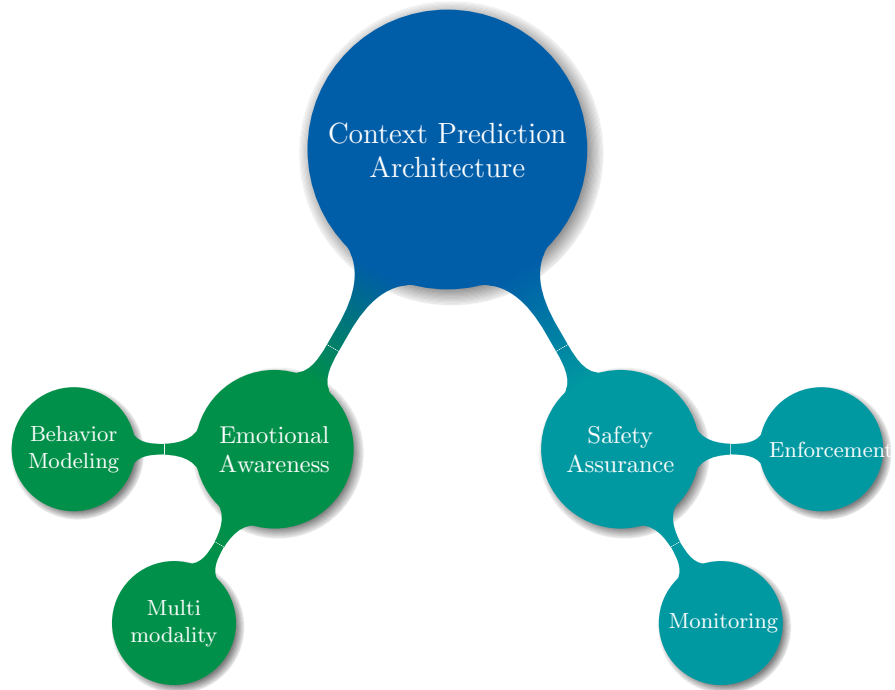 Context Prediction
Architecture
Emotional
Awareness
Behavior
Modeling
Multi
modality
Safety
Assurance
Enforcement
Monitoring